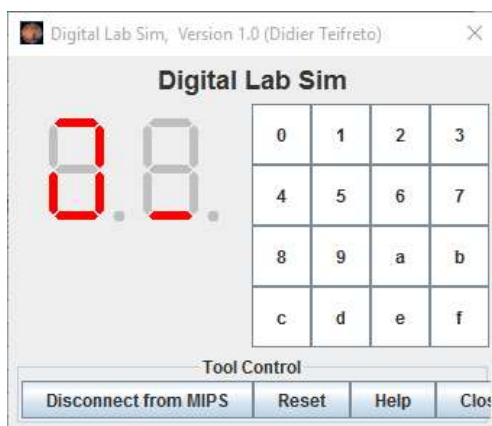 Digital Lab Sim, Version 1.0 (Didier Teifreto)
Digital Lab Sim
0 1 2 3
4 5 6 7
8 9 a b
c d e f
Tool Control
Disconnect from MIPS Reset Help Clos